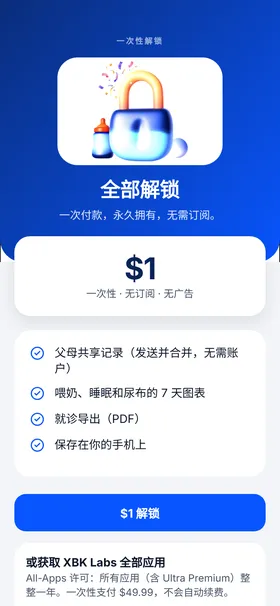 一次性解锁
全部解锁
一次付款，永久拥有，无需订阅。
$1
一次性 · 无订阅 · 无广告
父母共享记录（发送并合并，无需账
户）
喂奶、睡眠和尿布的 7 天图表
就诊导出（PDF）
保存在你的手机上
$1 解锁
或获取 XBK Labs 全部应用
All-Apps 许可：所有应用（含 Ultra Premium）整
整一年。一次性支付 $49.99，不会自动续费。